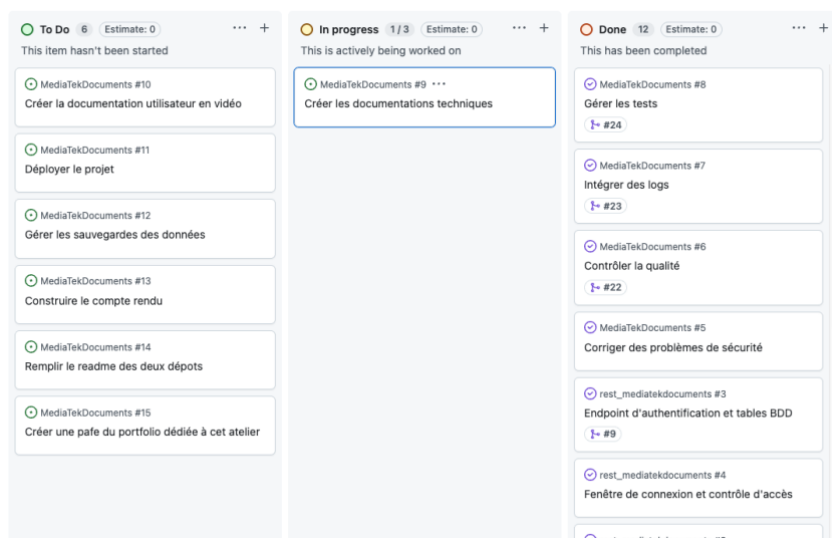 To Do 6 Estimate: 0
This item hasn't been started
MediaTekDocuments #10
Créer la documentation utilisateur en vidéo
MediaTekDocuments #11
Déployer le projet
MediaTekDocuments #12
Gérer les sauvegardes des données
MediaTekDocuments #13
Construire le compte rendu
MediaTekDocuments #14
Remplir le readme des deux dépots
MediaTekDocuments #15
Créer une pafe du portfolio dédiée à cet atelier
In progress 1 / 3 Estimate: 0
This is actively being worked on
MediaTekDocuments #9
Créer les documentations techniques
Done 12 Estimate: 0
This has been completed
MediaTekDocuments #8
Gérer les tests
#24
MediaTekDocuments #7
Intégrer des logs
#23
MediaTekDocuments #6
Contrôler la qualité
#22
MediaTekDocuments #5
Corriger des problèmes de sécurité
rest_mediatekdocuments #3
Endpoint d'authentification et tables BDD
#9
rest_mediatekdocuments #4
Fenêtre de connexion et contrôle d'accès